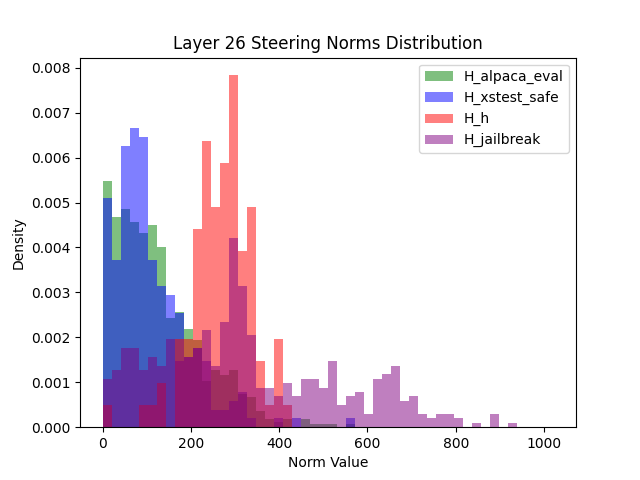 Layer 26 Steering Norms Distribution
H_alpaca_eval
H_xstest_safe
H_h
H_jailbreak
0.008
0.007
0.006
0.005
0.004
0.003
0.002
0.001
0.000
Density
0 200 400 600 800 1000
Norm Value